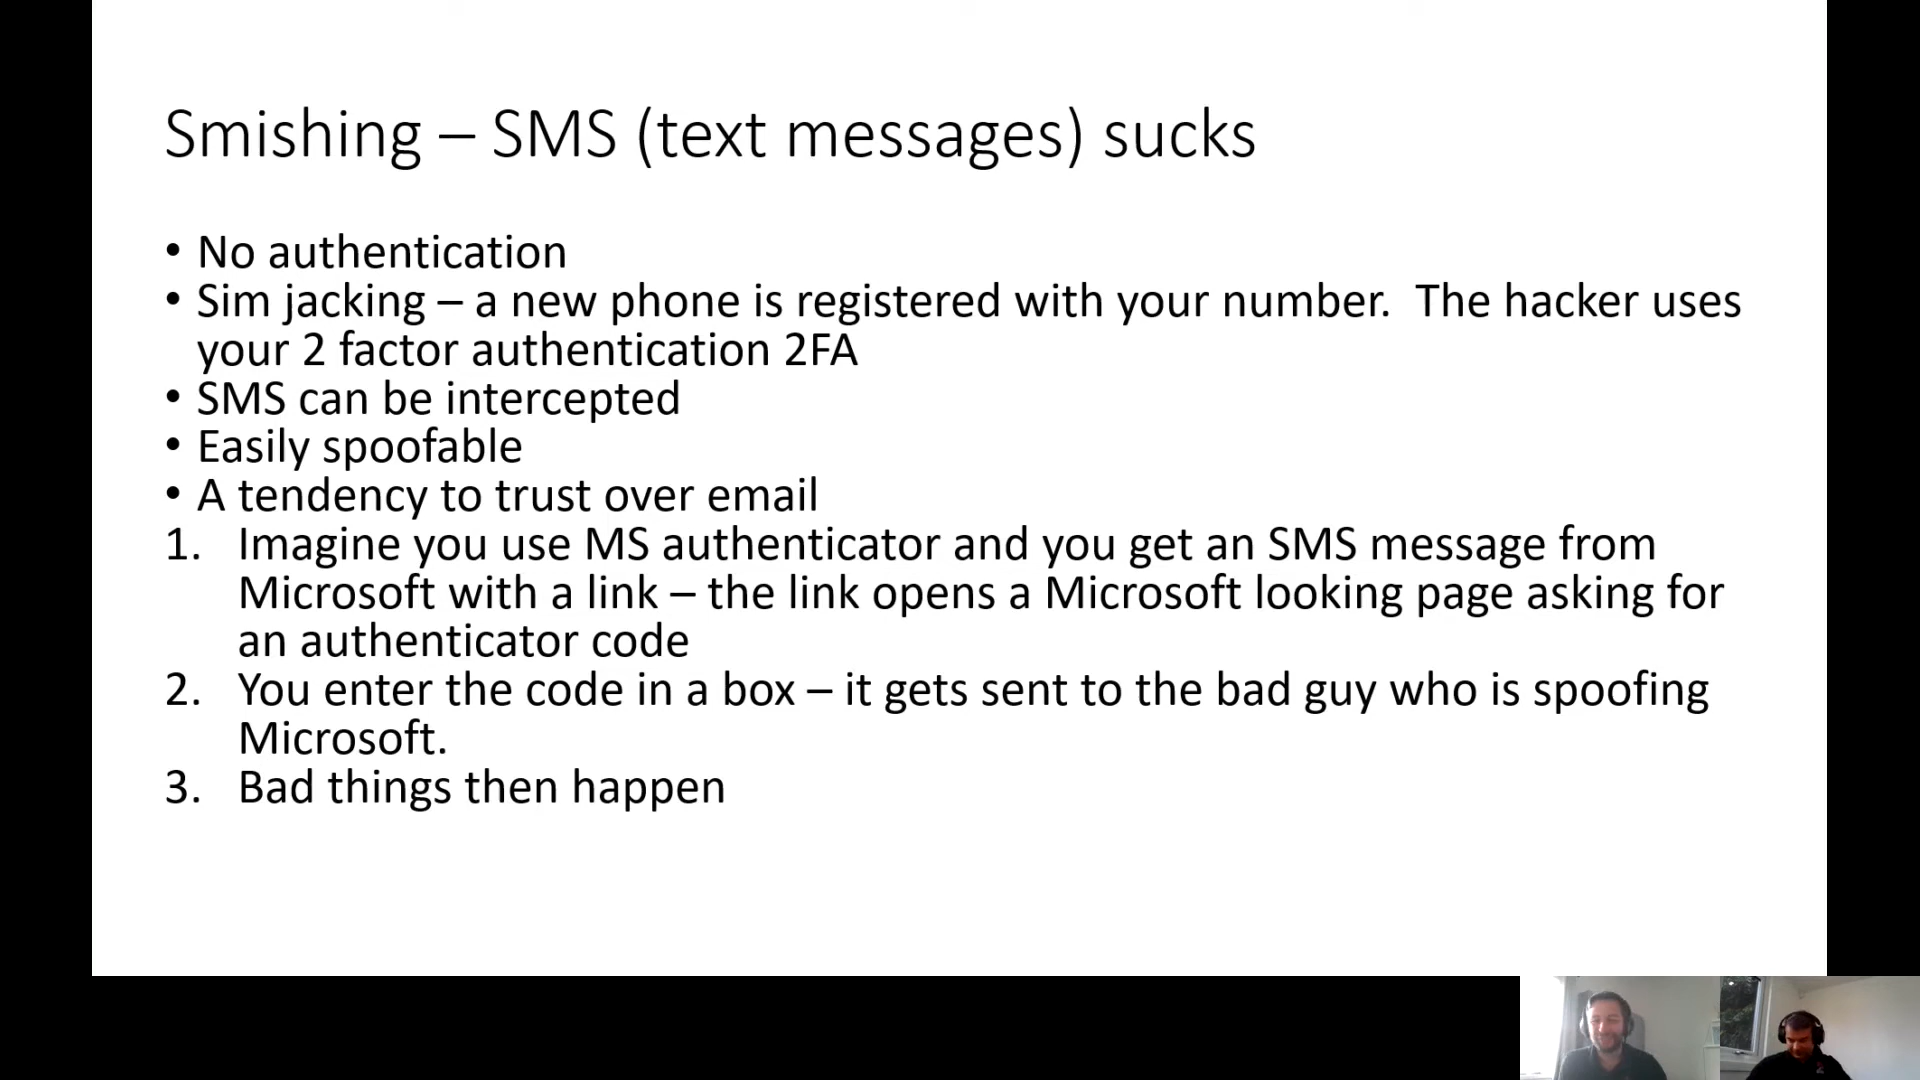 Smishing – SMS (text messages) sucks
• No authentication
• Sim jacking – a new phone is registered with your number.  The hacker uses
your 2 factor authentication 2FA
• SMS can be intercepted
• Easily spoofable
• A tendency to trust over email
1. Imagine you use MS authenticator and you get an SMS message from
Microsoft with a link – the link opens a Microsoft looking page asking for
an authenticator code
2. You enter the code in a box – it gets sent to the bad guy who is spoofing
Microsoft.
3. Bad things then happen